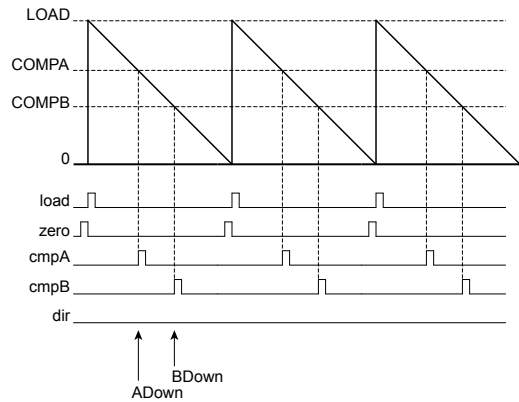 LOAD
COMPA
COMPB
0
load
zero
cmpA
cmpB
dir
BDown
ADown